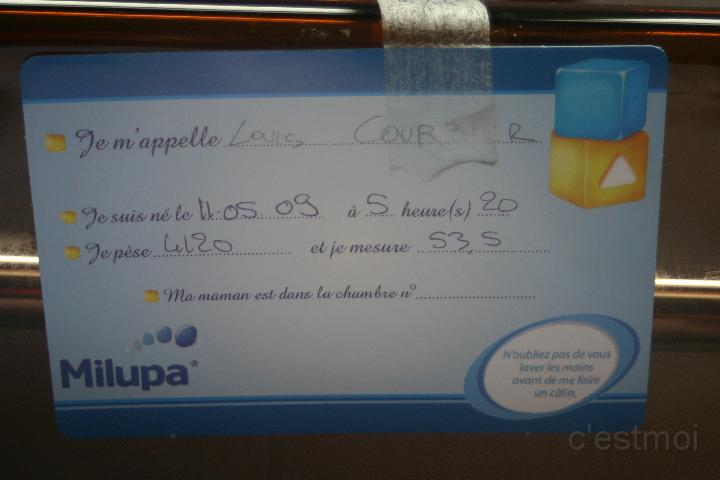 Je m'appelle Louis
Je suis né le 11.05.09 à 5 heure(s) 20
Je pèse 4120 et je mesure 53,5
Ma maman est dans la chambre n°
Milupa®
N'oubliez pas de vous
laver les mains
avant de me faire
un câlin.
c'estmoi